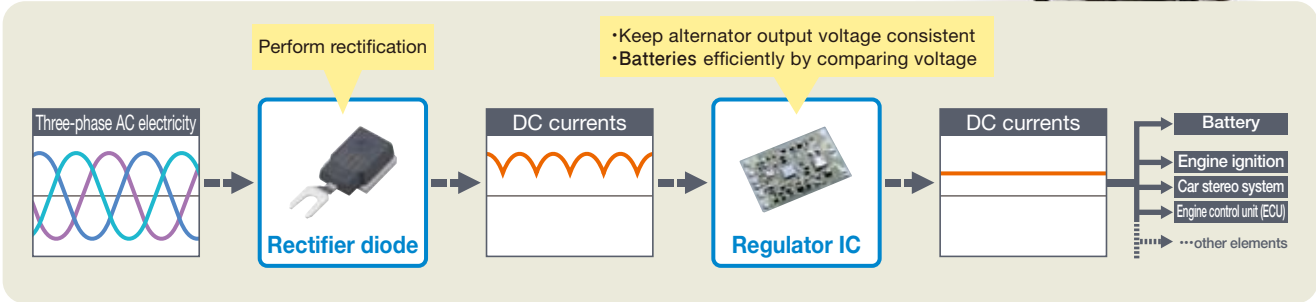 Perform rectification
・Keep alternator output voltage consistent
・Batteries efficiently by comparing voltage
Three-phase AC electricity
Rectifier diode
DC currents
Regulator IC
DC currents
Battery
Engine ignition
Car stereo system
Engine control unit (ECU)
···other elements